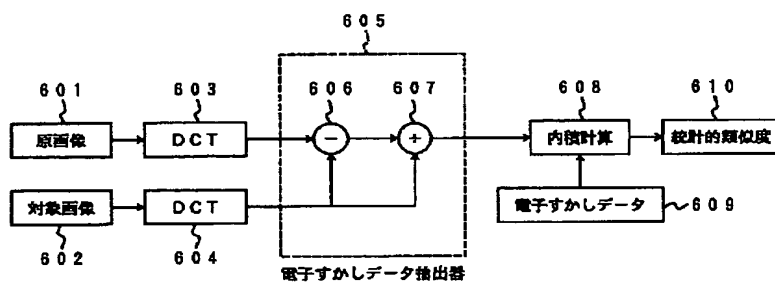 ６０５
６０１
６０３
６０６
６０７
６０８
６１０
原画像
ＤＣＴ
−
＋
内積計算
統計的類似度
対象画像
ＤＣＴ
電子すかしデータ
６０９
６０２
６０４
電子すかしデータ抽出器